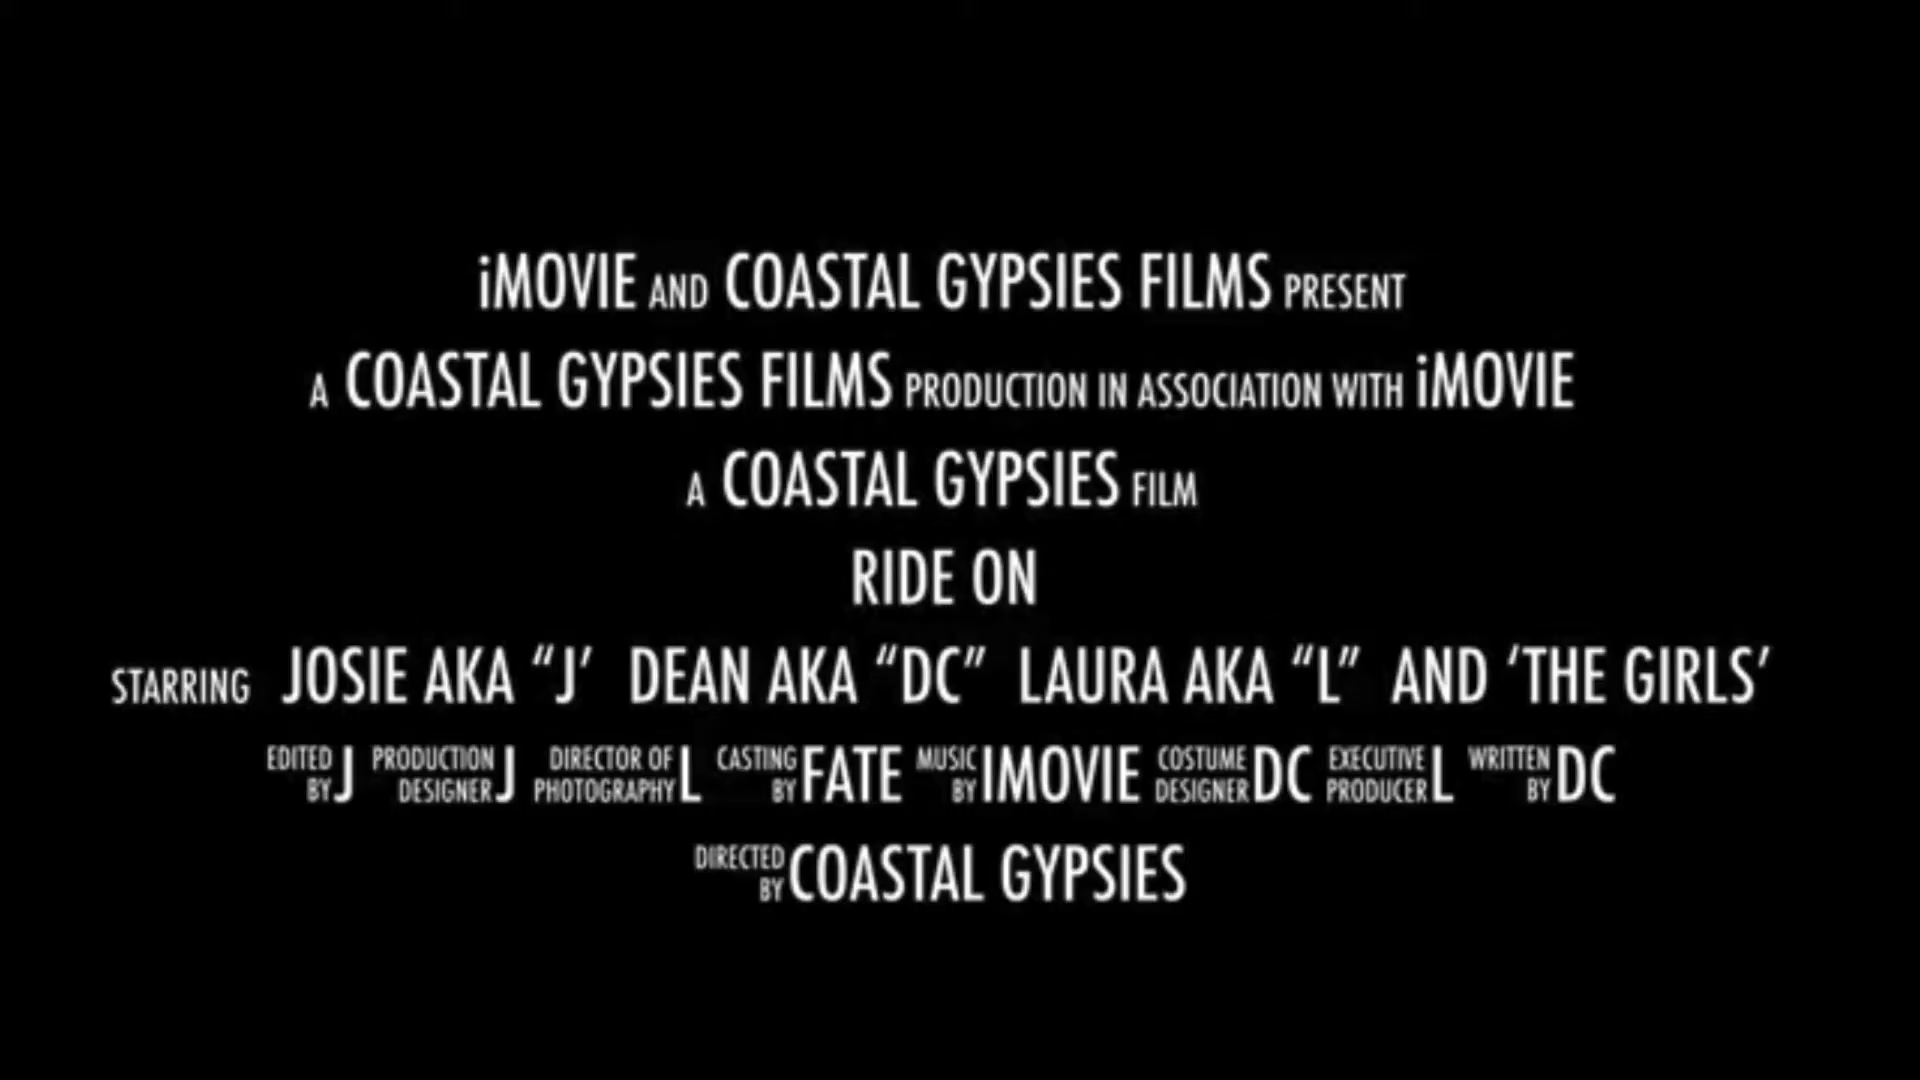 iMOVIE AND COASTAL GYPSIES FILMS PRESENT
A COASTAL GYPSIES FILMS PRODUCTION IN ASSOCIATION WITH iMOVIE
A COASTAL GYPSIES FILM
RIDE ON
STARRING JOSIE AKA “J’ DEAN AKA “DC” LAURA AKA “L” AND ‘THE GIRLS’
EDITED BY J PRODUCTION DESIGNER J DIRECTOR OF PHOTOGRAPHY L CASTING BY FATE MUSIC BY IMOVIE COSTUME DESIGNER DC EXECUTIVE PRODUCER L WRITTEN BY DC
DIRECTED BY COASTAL GYPSIES